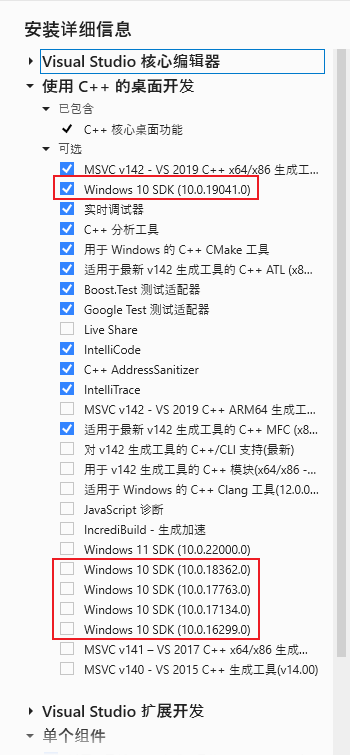 安装详细信息
Visual Studio 核心编辑器
使用 C++ 的桌面开发
已包含
C++ 核心桌面功能
可选
MSVC v142 - VS 2019 C++ x64/x86 生成工...
Windows 10 SDK (10.0.19041.0)
实时调试器
C++ 分析工具
用于 Windows 的 C++ CMake 工具
适用于最新 v142 生成工具的 C++ ATL (x8...
Boost.Test 测试适配器
Google Test 测试适配器
Live Share
IntelliCode
C++ AddressSanitizer
IntelliTrace
MSVC v142 - VS 2019 C++ ARM64 生成工...
适用于最新 v142 生成工具的 C++ MFC (x8...
对 v142 生成工具的 C++/CLI 支持(最新)
用于 v142 生成工具的 C++ 模块(x64/x86 -...
适用于 Windows 的 C++ Clang 工具(12.0.0...
JavaScript 诊断
IncrediBuild - 生成加速
Windows 11 SDK (10.0.22000.0)
Windows 10 SDK (10.0.18362.0)
Windows 10 SDK (10.0.17763.0)
Windows 10 SDK (10.0.17134.0)
Windows 10 SDK (10.0.16299.0)
MSVC v141 – VS 2017 C++ x64/x86 生成...
MSVC v140 - VS 2015 C++ 生成工具(v14.00)
Visual Studio 扩展开发
单个组件